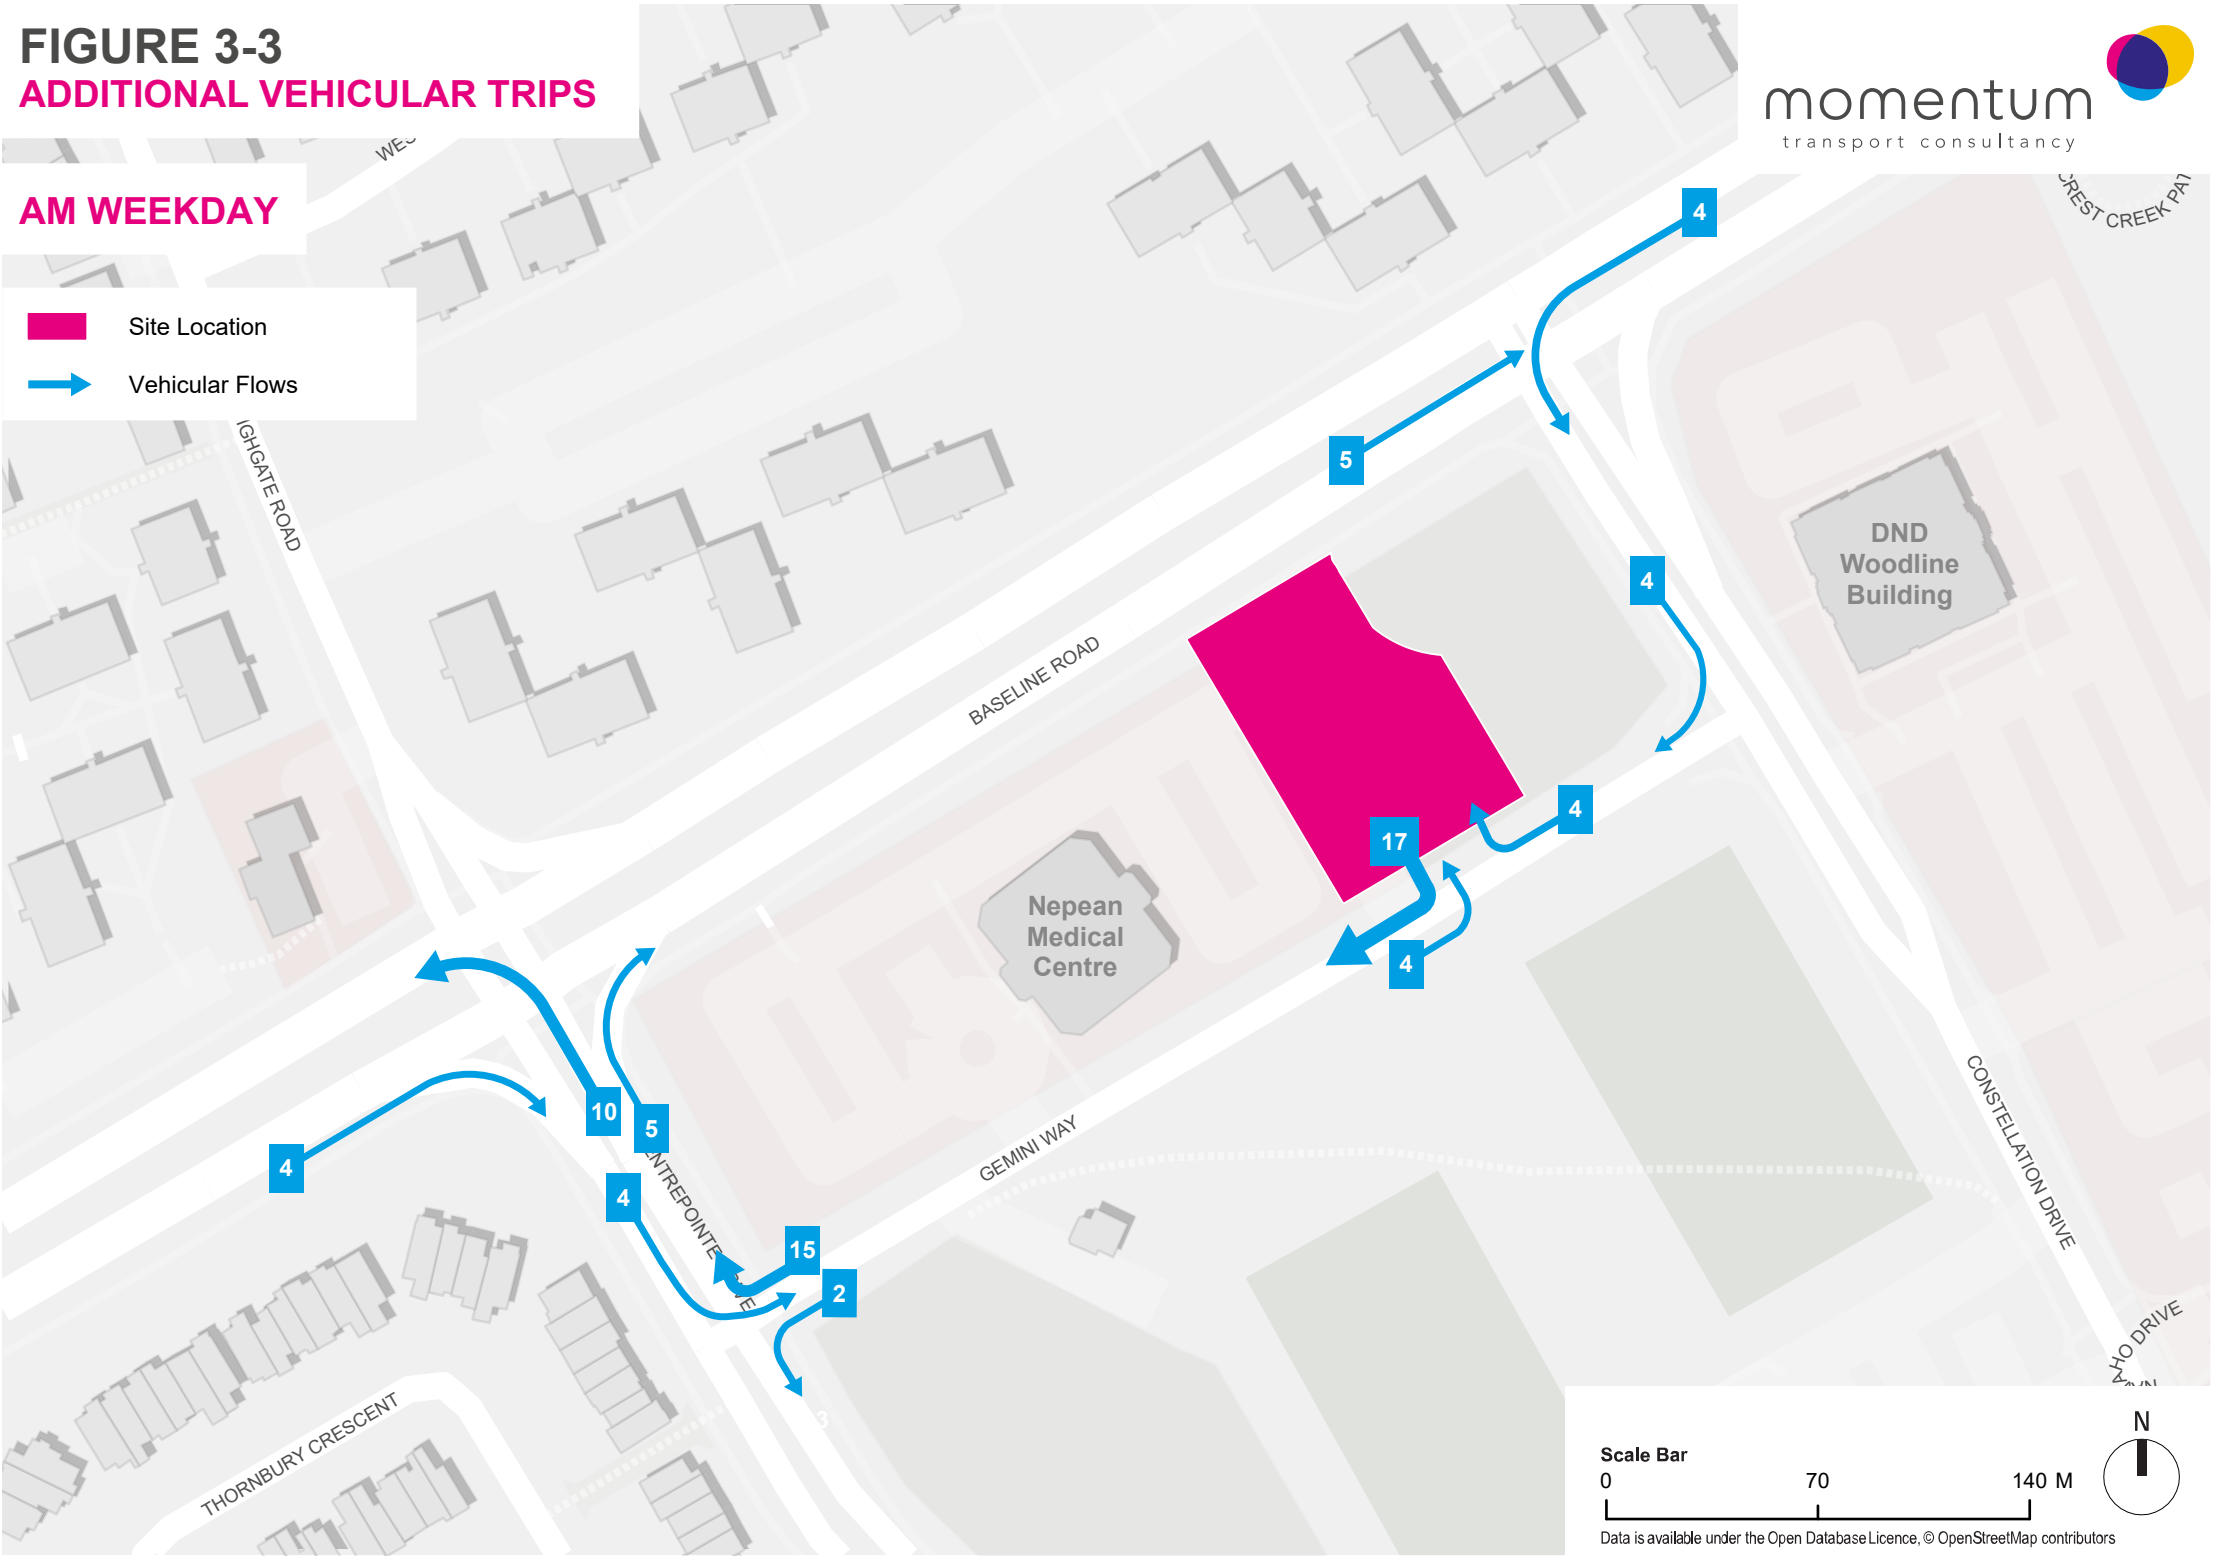 FIGURE 3-3
ADDITIONAL VEHICULAR TRIPS
momentum
transport consultancy
AM WEEKDAY
Site Location
Vehicular Flows
CREEK
4
5
DND
Woodline
Building
4
ROAD
BASELINE ROAD
4
17
Nepean
Medical
Centre
4
10
5
4
4
GEMINI WAY
CONSTELLATION DRIVE
15
2
3
DRIVE
THORNBURY CRESCENT
N
Scale Bar
0 70 140 M
Data is available under the Open Database Licence, © OpenStreetMap contributors